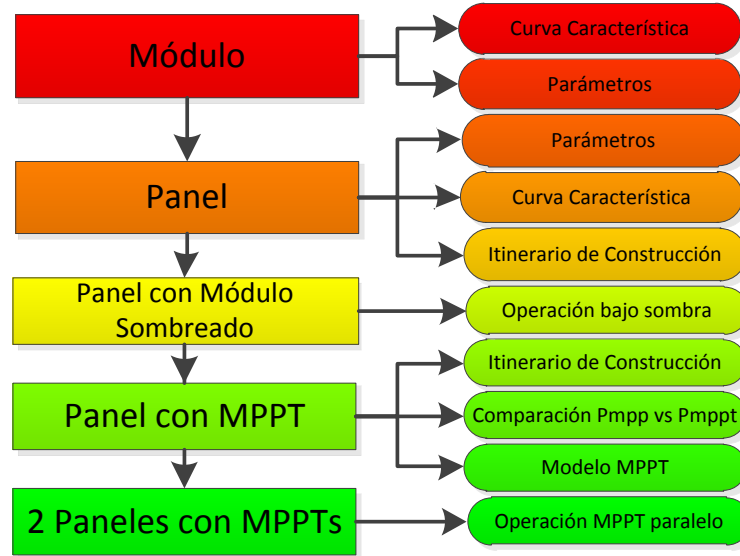 Módulo
Curva Característica
Parámetros
Panel
Parámetros
Curva Característica
Itinerario de Construcción
Panel con Módulo
Sombreado
Operación bajo sombra
Panel con MPPT
Itinerario de Construcción
Comparación Pmpp vs Pmppt
Modelo MPPT
2 Paneles con MPPTs
Operación MPPT paralelo